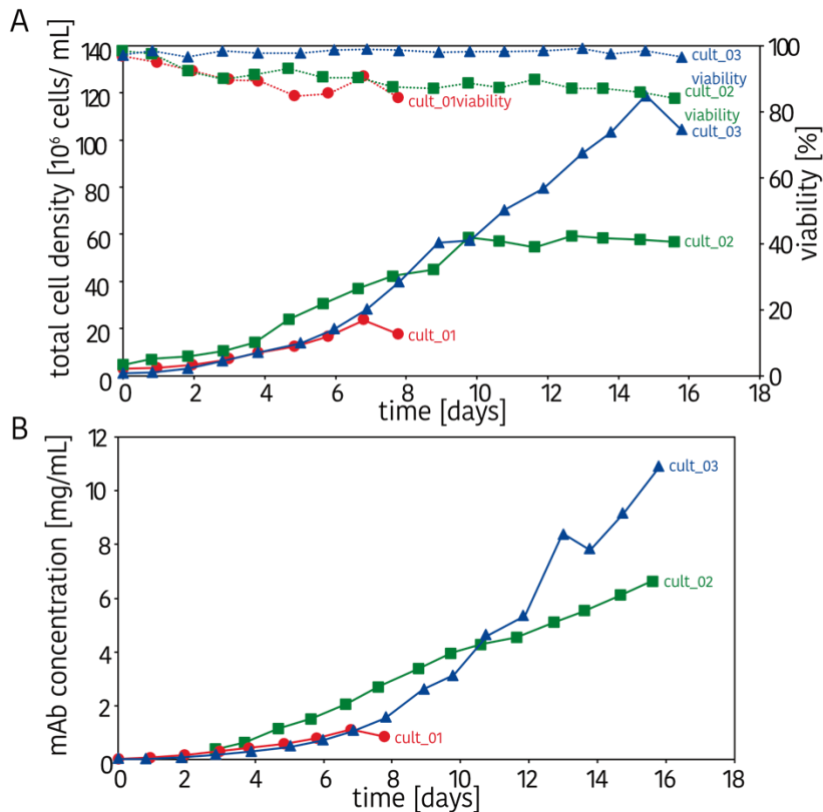 A
total cell density [10⁶ cells/ mL]
140
120
100
80
60
40
20
0
100
80
60
40
20
0
viability [%]
cult_03
viability
cult_02
viability
cult_03
cult_01viability
cult_02
cult_01
0 2 4 6 8 10 12 14 16 18
time [days]
B
mAb concentration [mg/mL]
12
10
8
6
4
2
0
cult_03
cult_02
cult_01
0 2 4 6 8 10 12 14 16 18
time [days]